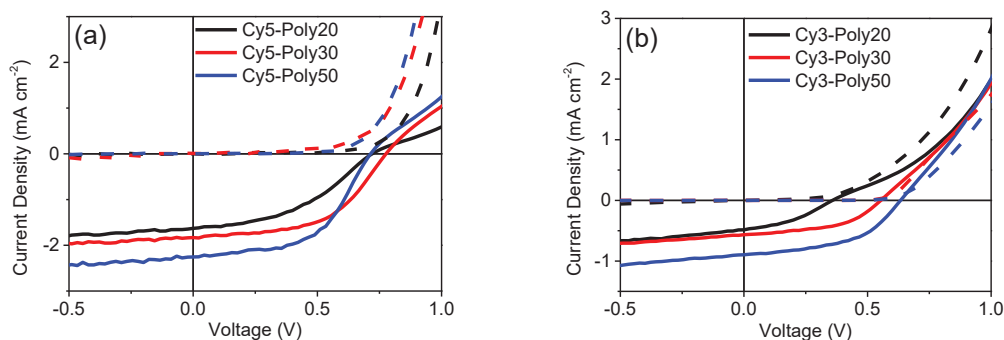 (a)
Cy5-Poly20
Cy5-Poly30
Cy5-Poly50
2
0
-2
Current Density (mA cm-2)
-0.5 0.0 0.5 1.0
Voltage (V)
(b)
Cy3-Poly20
Cy3-Poly30
Cy3-Poly50
3
2
1
0
-1
Current Density (mA cm-2)
-0.5 0.0 0.5 1.0
Voltage (V)